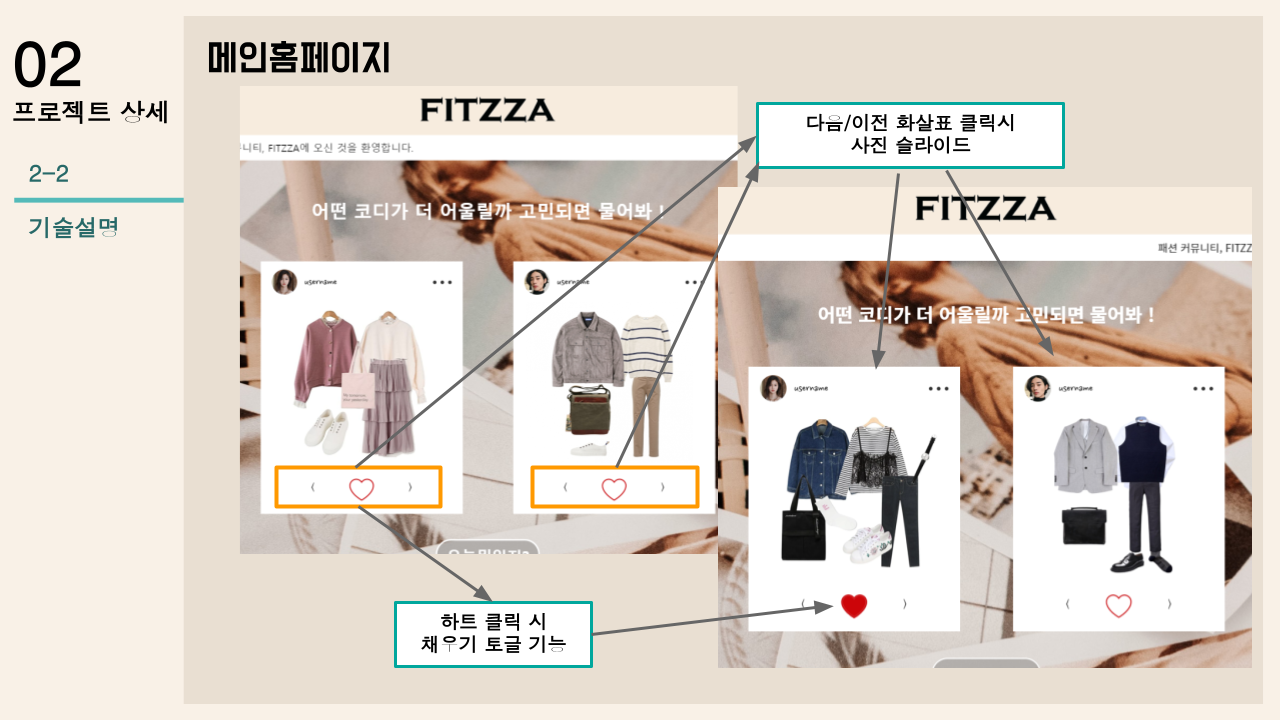 02
프로젝트 상세
2-2
기술설명
메인홈페이지
FITZZA
니티, FITZZA에 오신 것을 환영합니다.
어떤 코디가 더 어울릴까 고민되면 물어봐 !
username
username
다음/이전 화살표 클릭시
사진 슬라이드
FITZZA
패션 커뮤니티, FITZZ
어떤 코디가 더 어울릴까 고민되면 물어봐 !
username
username
하트 클릭 시
채우기 토글 기능